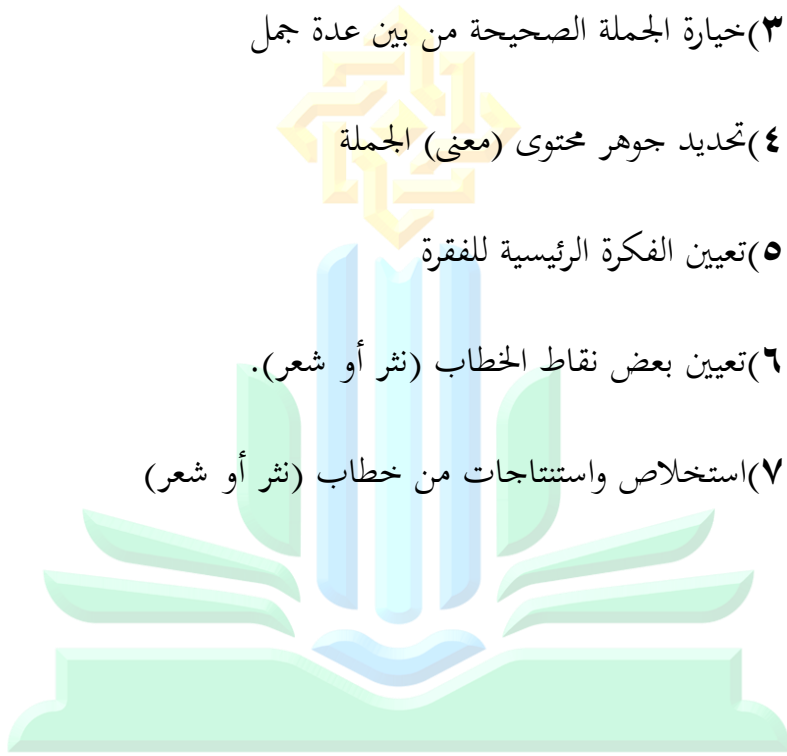 ٣)خيارة الجملة الصحيحة من بين عدة جمل
٤)تحديد جوهر محتوى (معنى) الجملة
٥)تعيين الفكرة الرئيسية للفقرة
٦)تعيين بعض نقاط الخطاب (نثر أو شعر).
٧)استخلاص واستنتاجات من خطاب (نثر أو شعر)